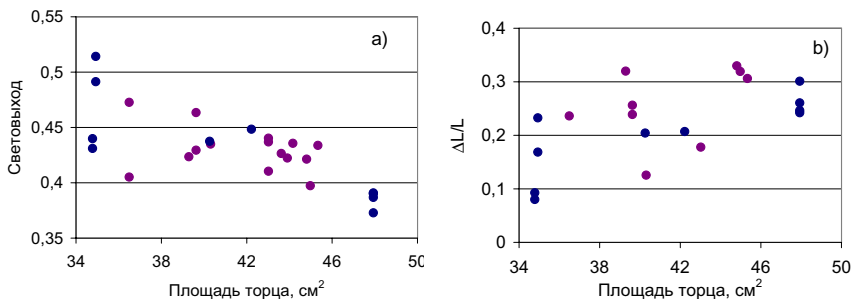 a)
Световыход
0,55
0,5
0,45
0,4
0,35
34 38 42 46 50
Площадь торца, см²
b)
ΔL/L
0,4
0,3
0,2
0,1
0
34 38 42 46 50
Площадь торца, см²